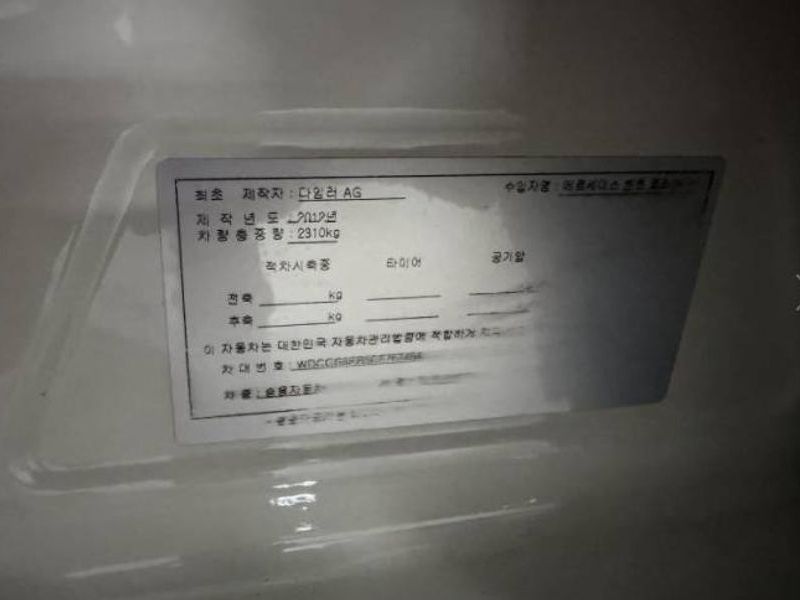 최초 제작자 : 다임러 AG
수입자명 : 메르세데스 벤츠
제작년도 : 2012년
차량총중량 : 2310kg
적차시축중 타이어 공기압
전축 kg
후축 kg
이 자동차는 대한민국 자동차관리법령에 적합하게
차대번호 :
차종 : 승용자동차